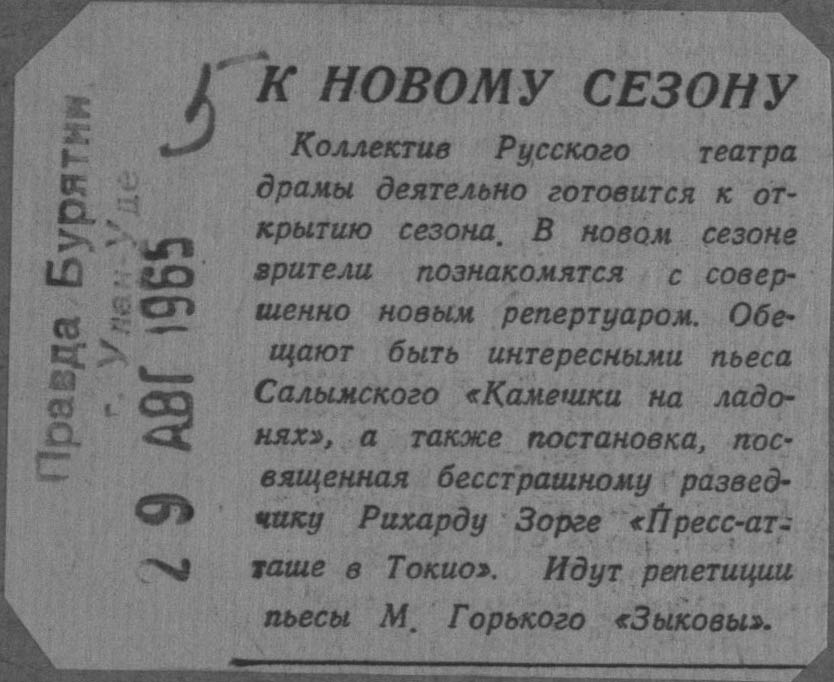 Правда Бурятии
г. Улан-Удэ
29 АВГ 1965
5
К НОВОМУ СЕЗОНУ
Коллектив Русского театра
драмы деятельно готовится к от-
крытию сезона. В новом сезоне
зрители познакомятся с совер-
шенно новым репертуаром. Обе-
щают быть интересными пьеса
Салынского «Камешки на ладо-
нях», а также постановка, пос-
вященная бесстрашному развед-
чику Рихарду Зорге «Пресс-ат-
таше в Токио». Идут репетиции
пьесы М. Горького «Зыковы».